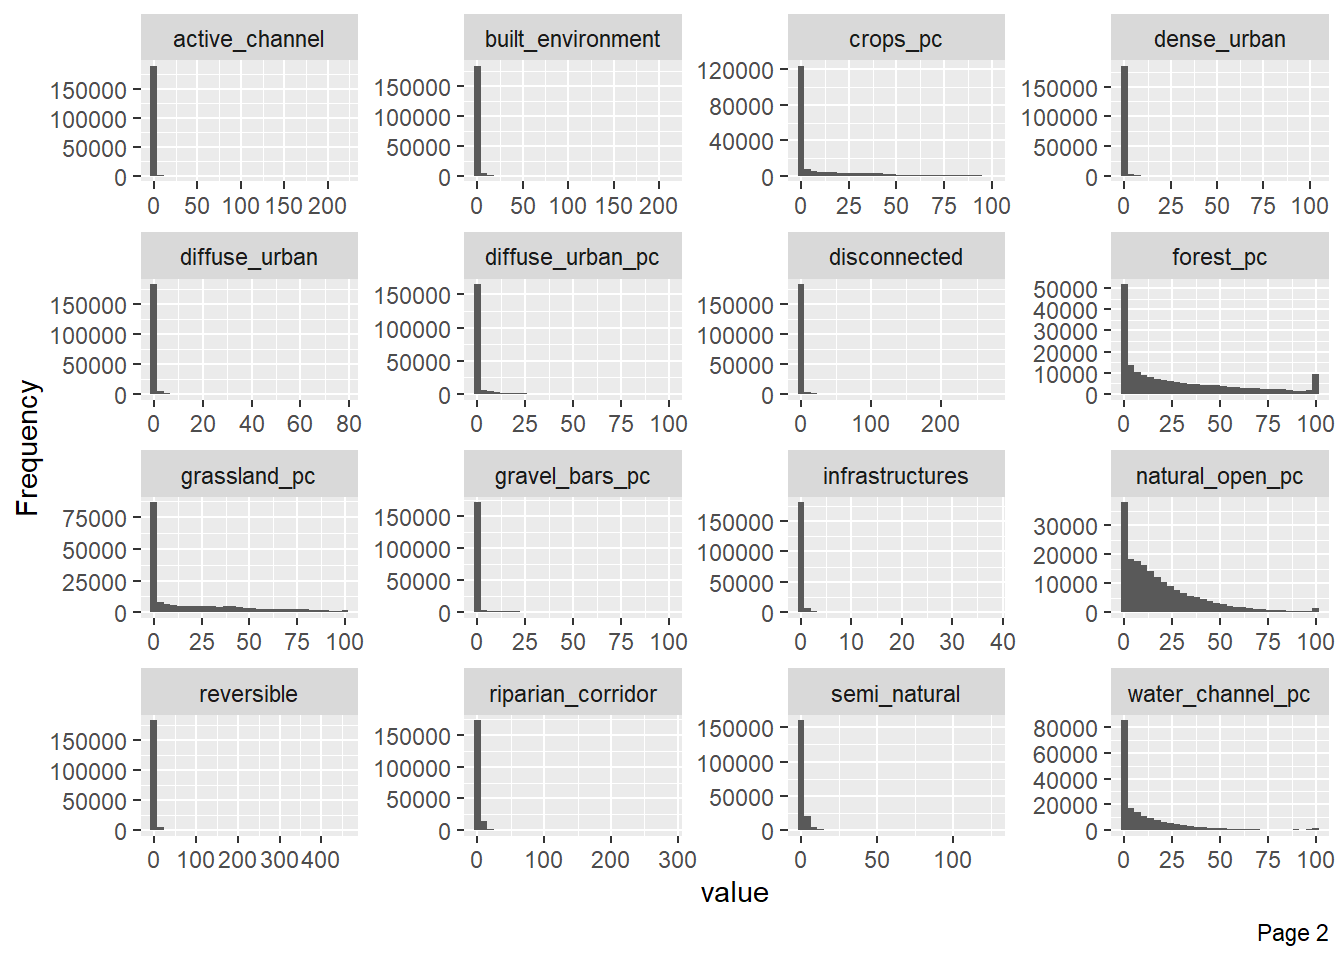 active_channel built_environment crops_pc dense_urban
150000 100000 50000 0
150000 100000 50000 0
120000 80000 40000 0
150000 100000 50000 0
0 50 100 150 200
0 50 100 150 200
0 25 50 75 100
0 25 50 75 100
diffuse_urban diffuse_urban_pc disconnected forest_pc
150000 100000 50000 0
150000 100000 50000 0
150000 100000 50000 0
50000 40000 30000 20000 10000 0
0 20 40 60 80
0 25 50 75 100
0 100 200
0 25 50 75 100
grassland_pc gravel_bars_pc infrastructures natural_open_pc
75000 50000 25000 0
150000 100000 50000 0
150000 100000 50000 0
30000 20000 10000 0
0 25 50 75 100
0 25 50 75 100
0 10 20 30 40
0 25 50 75 100
reversible riparian_corridor semi_natural water_channel_pc
150000 100000 50000 0
150000 100000 50000 0
150000 100000 50000 0
80000 60000 40000 20000 0
0 100 200 300 400
0 100 200 300
0 50 100
0 25 50 75 100
Frequency
value
Page 2